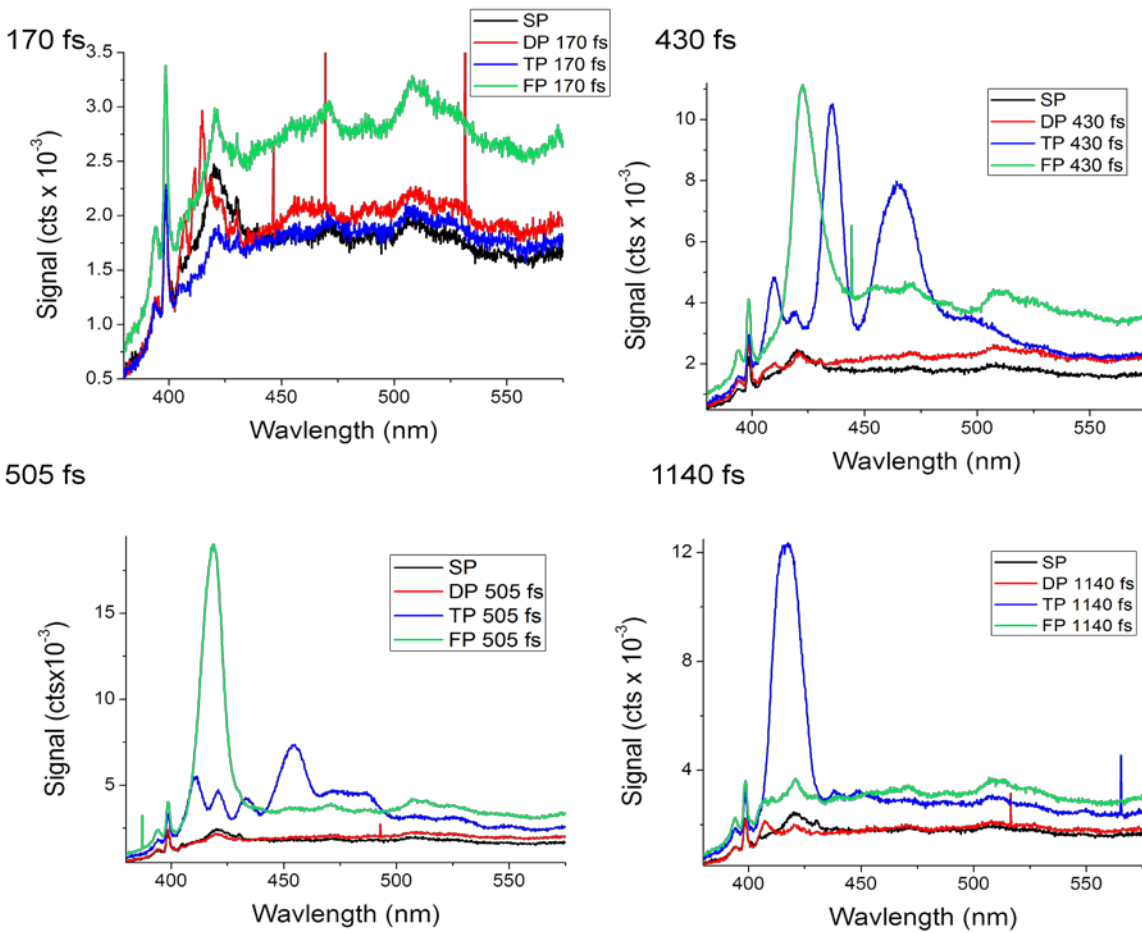 170 fs
SP
DP 170 fs
TP 170 fs
FP 170 fs
3.5
3.0
2.5
2.0
1.5
1.0
0.5
Signal (cts x 10-3)
400
450
500
550
Wavlength (nm)
430 fs
SP
DP 430 fs
TP 430 fs
FP 430 fs
10
8
6
4
2
Signal (cts x 10-3)
400
450
500
550
Wavlength (nm)
505 fs
SP
DP 505 fs
TP 505 fs
FP 505 fs
15
10
5
Signal (ctsx10-3)
400
450
500
550
Wavelength (nm)
1140 fs
SP
DP 1140 fs
TP 1140 fs
FP 1140 fs
12
8
4
Signal (cts x 10-3)
400
450
500
550
Wavelength (nm)